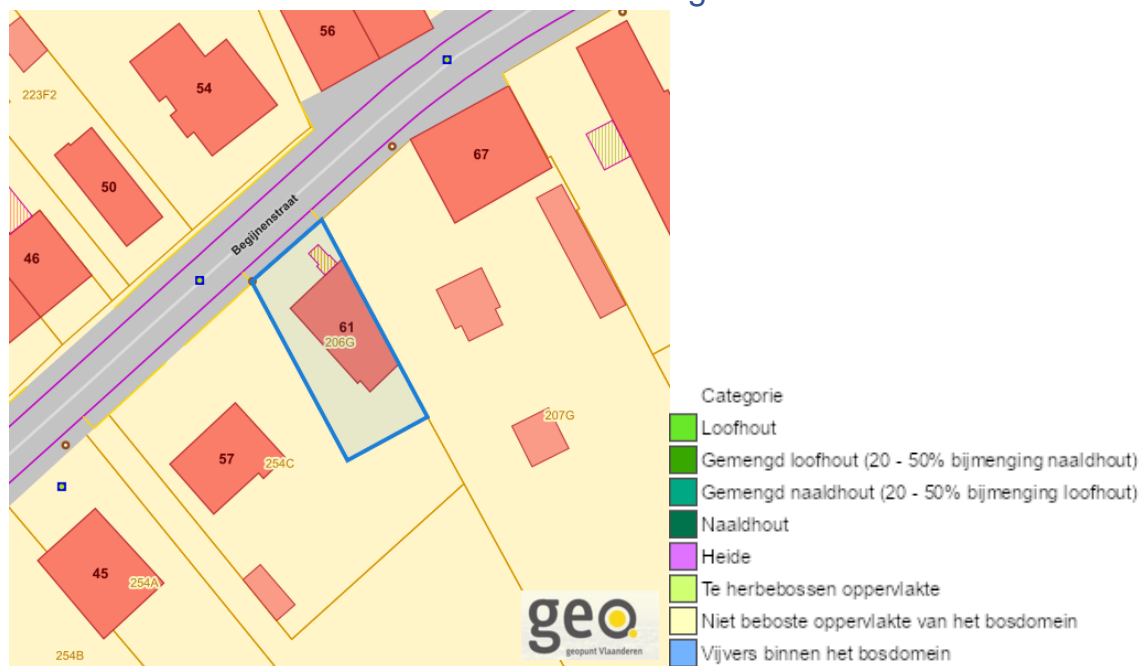 56
54
223F2
67
50
Begijnenstraat
46
61
206G
207G
57
254C
45
254A
254B
geo.
geopunt Vlaanderen
Categorie
Loofhout
Gemengd loofhout (20 - 50% bijmenging naaldhout)
Gemengd naaldhout (20 - 50% bijmenging loofhout)
Naaldhout
Heide
Te herbebossen oppervlakte
Niet beboste oppervlakte van het bosdomein
Vijvers binnen het bosdomein